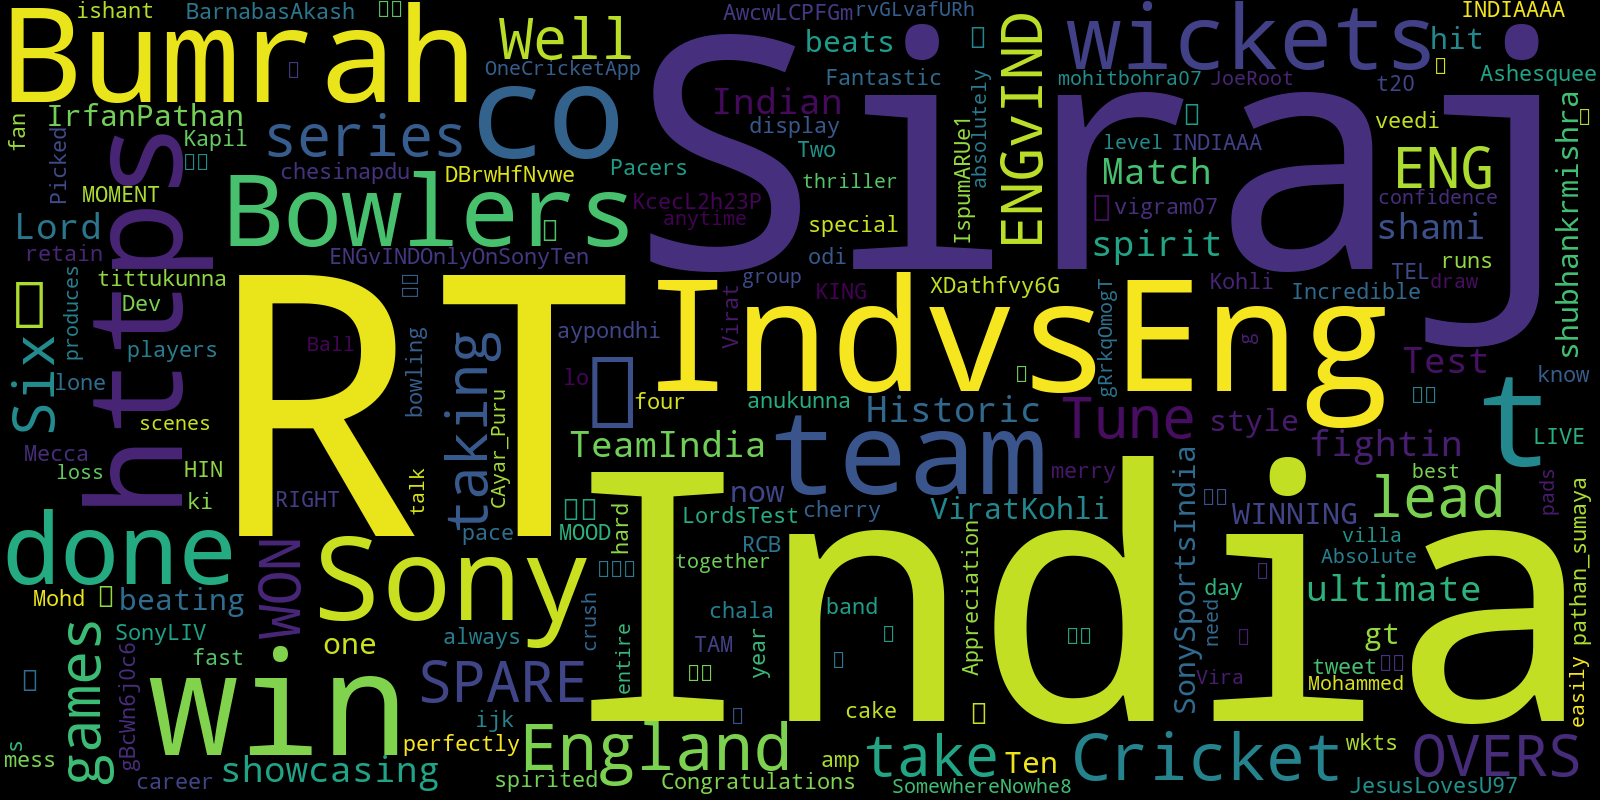 ishant
BarnabasAkash
AwcwLCPFGm
rvGLvafURh
INDIAAAA
Bumrah
Well
OneCricketApp
beats
Fantastic
Siraj
ENGvIND
wickets
hit
mohitbohra07
JoeRoot
t20
Ashesquee
fan
Picked
IrfanPathan
Kapil
series
co
Indian
display
Two
absolutely
IspumARUe1
level
INDIAAA
veedi
shubhankrmishra
MOMENT
https
chesinapdu
DBrwHfNvwe
Pacers
thriller
Match
ENG
confidence
Lord
Bowlers
KcecL2h23P
anytime
special
vigram07
shami
retain
ENGvINDOnlyOnSonyTen
odi
spirit
runs
tittukunna
group
KING
XDathfvy6G
Kohli
TEL
draw
Incredible
produces
Dev
RT
Virat
IndvsEng
gRrkqOmogT
g
Six
players
Ball
bowling
taking
aypondhi
Test
know
lone
lo
four
anukunna
Historic
Tune
style
t
scenes
CAyar_Puru
TeamIndia
team
fightin
LIVE
Mecca
loss
HIN
merry
best
ki
RIGHT
talk
now
cherry
ViratKohli
SonySportsIndia
WINNING
lead
pads
done
pace
MOOD
hard
LordsTest
RCB
India
villa
Absolute
pathan_sumaya
WON
Sony
together
Appreciation
Mohd
beating
crush
chala
band
day
need
ultimate
SonyLIV
one
always
entire
TAM
year
gt
games
gBcWn6jOc6
fast
win
SPARE
Vira
tweet
Mohammed
easily
ijk
cake
s
mess
perfectly
England
amp
take
Ten
Cricket
wkts
OVERS
career
showcasing
spirited
Congratulations
SomewhereNowhe8
JesusLovesU97